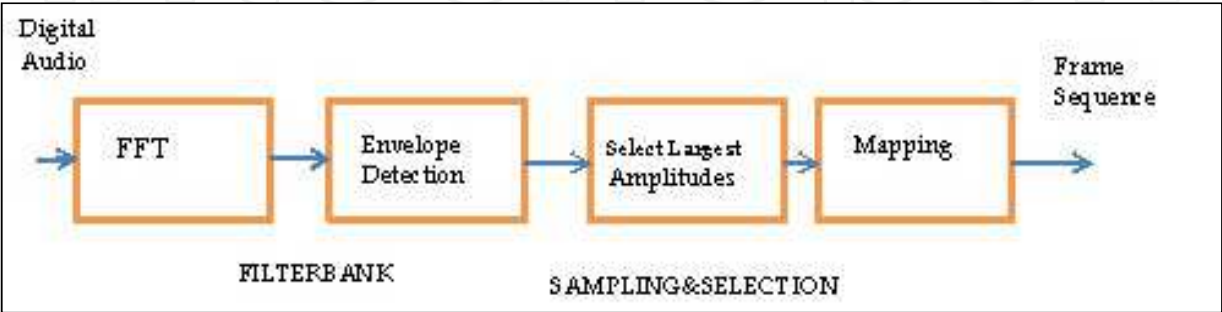 Digital
Audio
FFT
Envelope
Detection
Select Largest
Amplitudes
Mapping
Frame
Sequence
FILTERBANK
SAMPLING&SELECTION